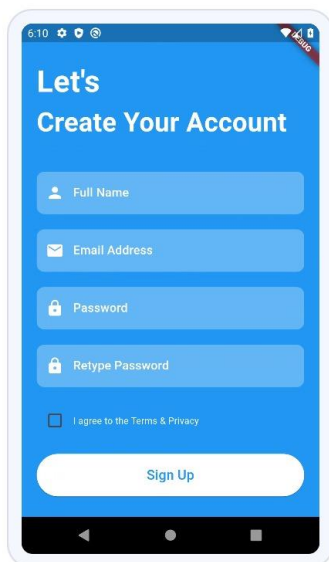 6:10
DEBUG
Let's
Create Your Account
Full Name
Email Address
Password
Retype Password
I agree to the Terms & Privacy
Sign Up